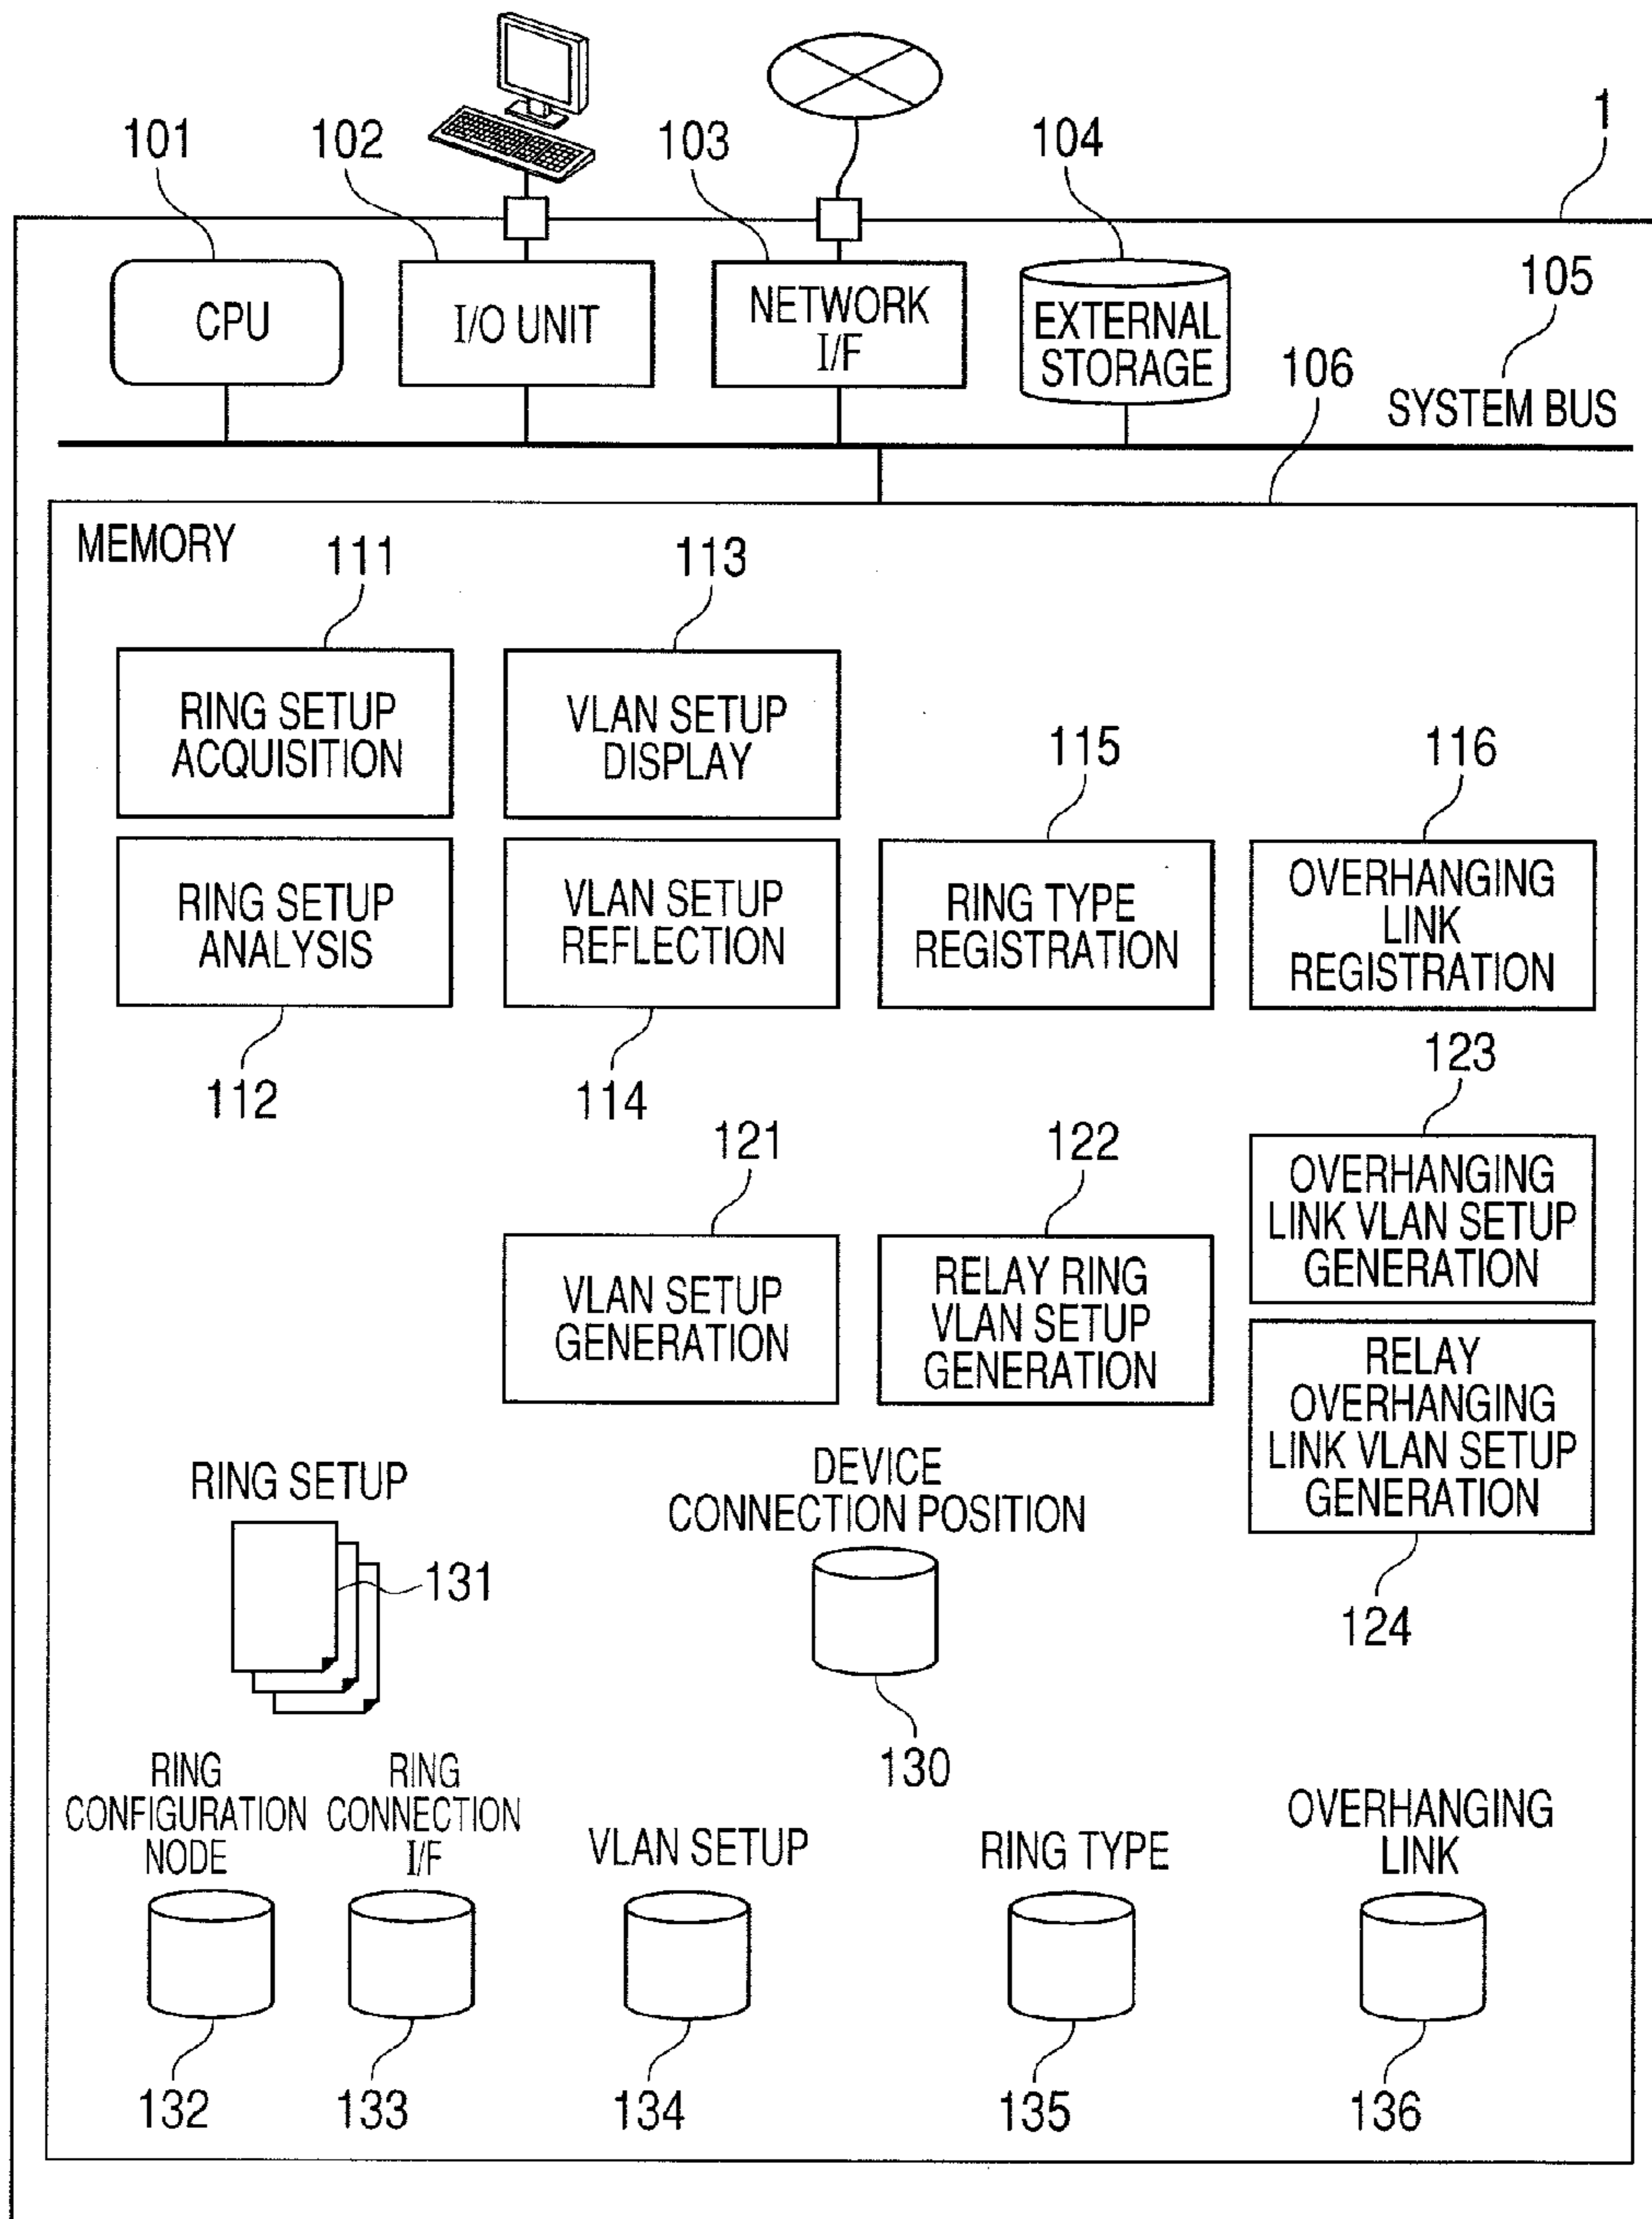 1
101
102
103
104
105
CPU
I/O UNIT
NETWORK
I/F
EXTERNAL
STORAGE
106
SYSTEM BUS
MEMORY
111
113
RING SETUP
ACQUISITION
VLAN SETUP
DISPLAY
115
116
RING SETUP
ANALYSIS
VLAN SETUP
REFLECTION
RING TYPE
REGISTRATION
OVERHANGING
LINK
REGISTRATION
112
114
123
121
122
OVERHANGING
LINK VLAN SETUP
GENERATION
VLAN SETUP
GENERATION
RELAY RING
VLAN SETUP
GENERATION
RELAY
OVERHANGING
LINK VLAN SETUP
GENERATION
124
RING SETUP
131
DEVICE
CONNECTION POSITION
130
RING
CONFIGURATION
NODE
RING
CONNECTION
I/F
VLAN SETUP
RING TYPE
OVERHANGING
LINK
132
133
134
135
136